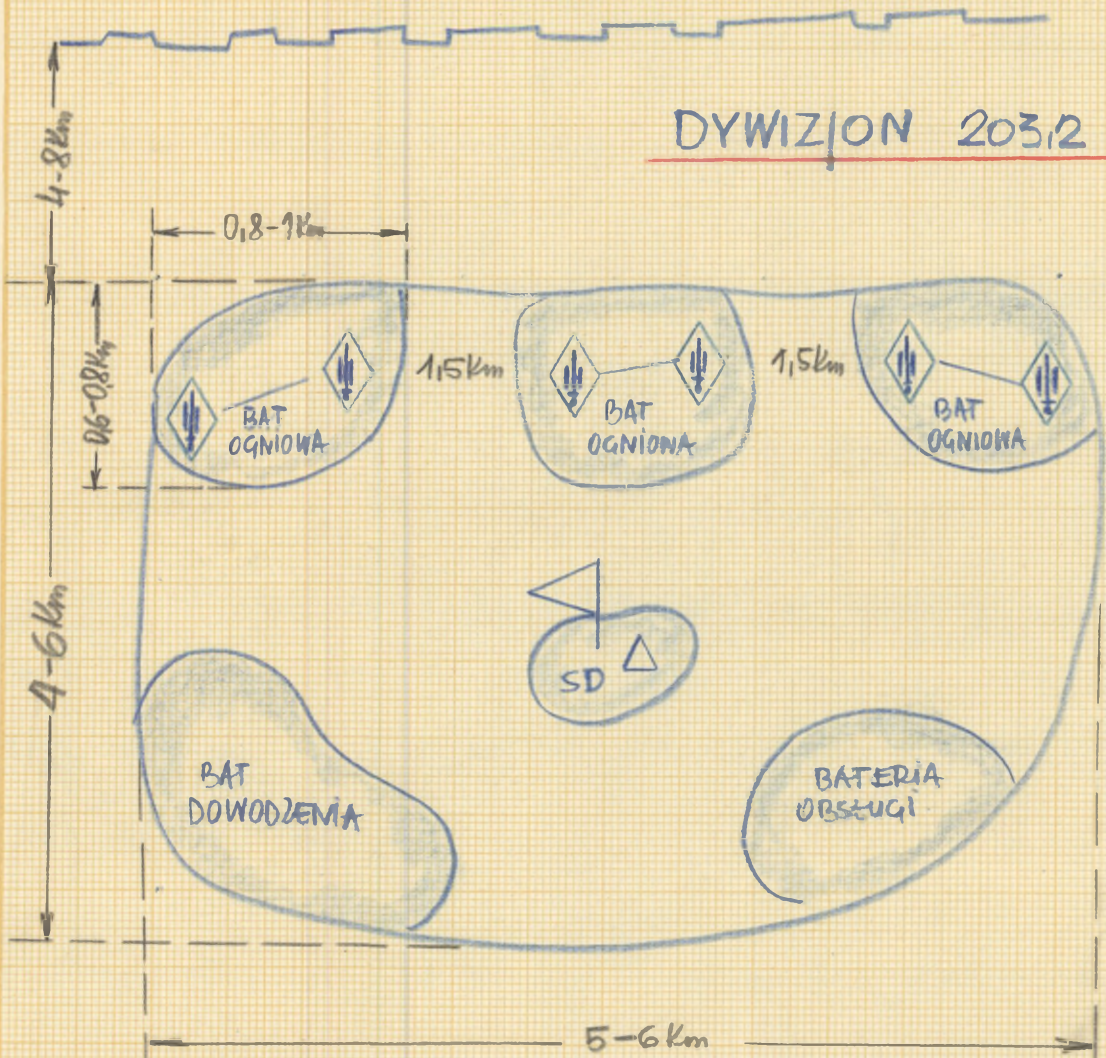 DYWIZJON 203,2
4-8Km
0,8-1Km
0,6-0,8Km
BAT
OGNIOWA
1,5Km
BAT
OGNIONA
1,5Km
BAT
OGNIOWA
4-6Km
SD
BAT
DOWODZENIA
BATERIA
OBSŁUGI
5-6Km